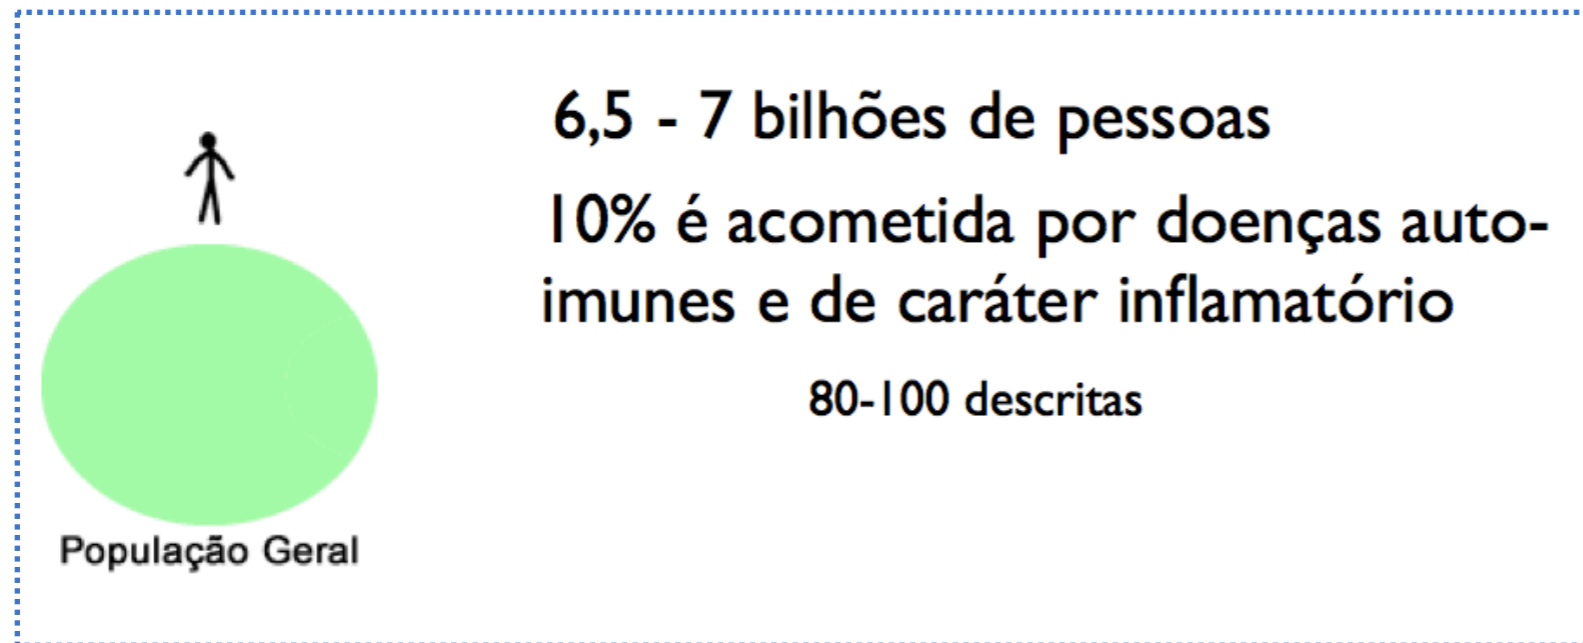 6,5 - 7 bilhões de pessoas
10% é acometida por doenças auto-
imunes e de caráter inflamatório
80-100 descritas
População Geral